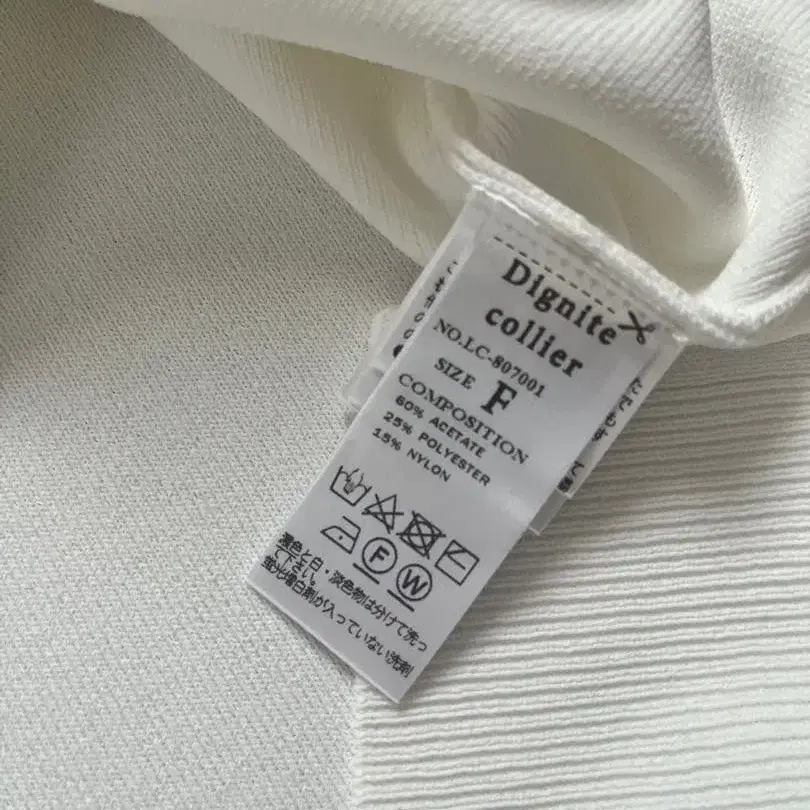 Dignite
collier
NO.LC-807001
SIZE F
COMPOSITION
60% ACETATE
25% POLYESTER
15% NYLON
F W
濃色と白・淡色物は分けて洗っ
て下さい。
蛍光増白剤が入っていない洗剤